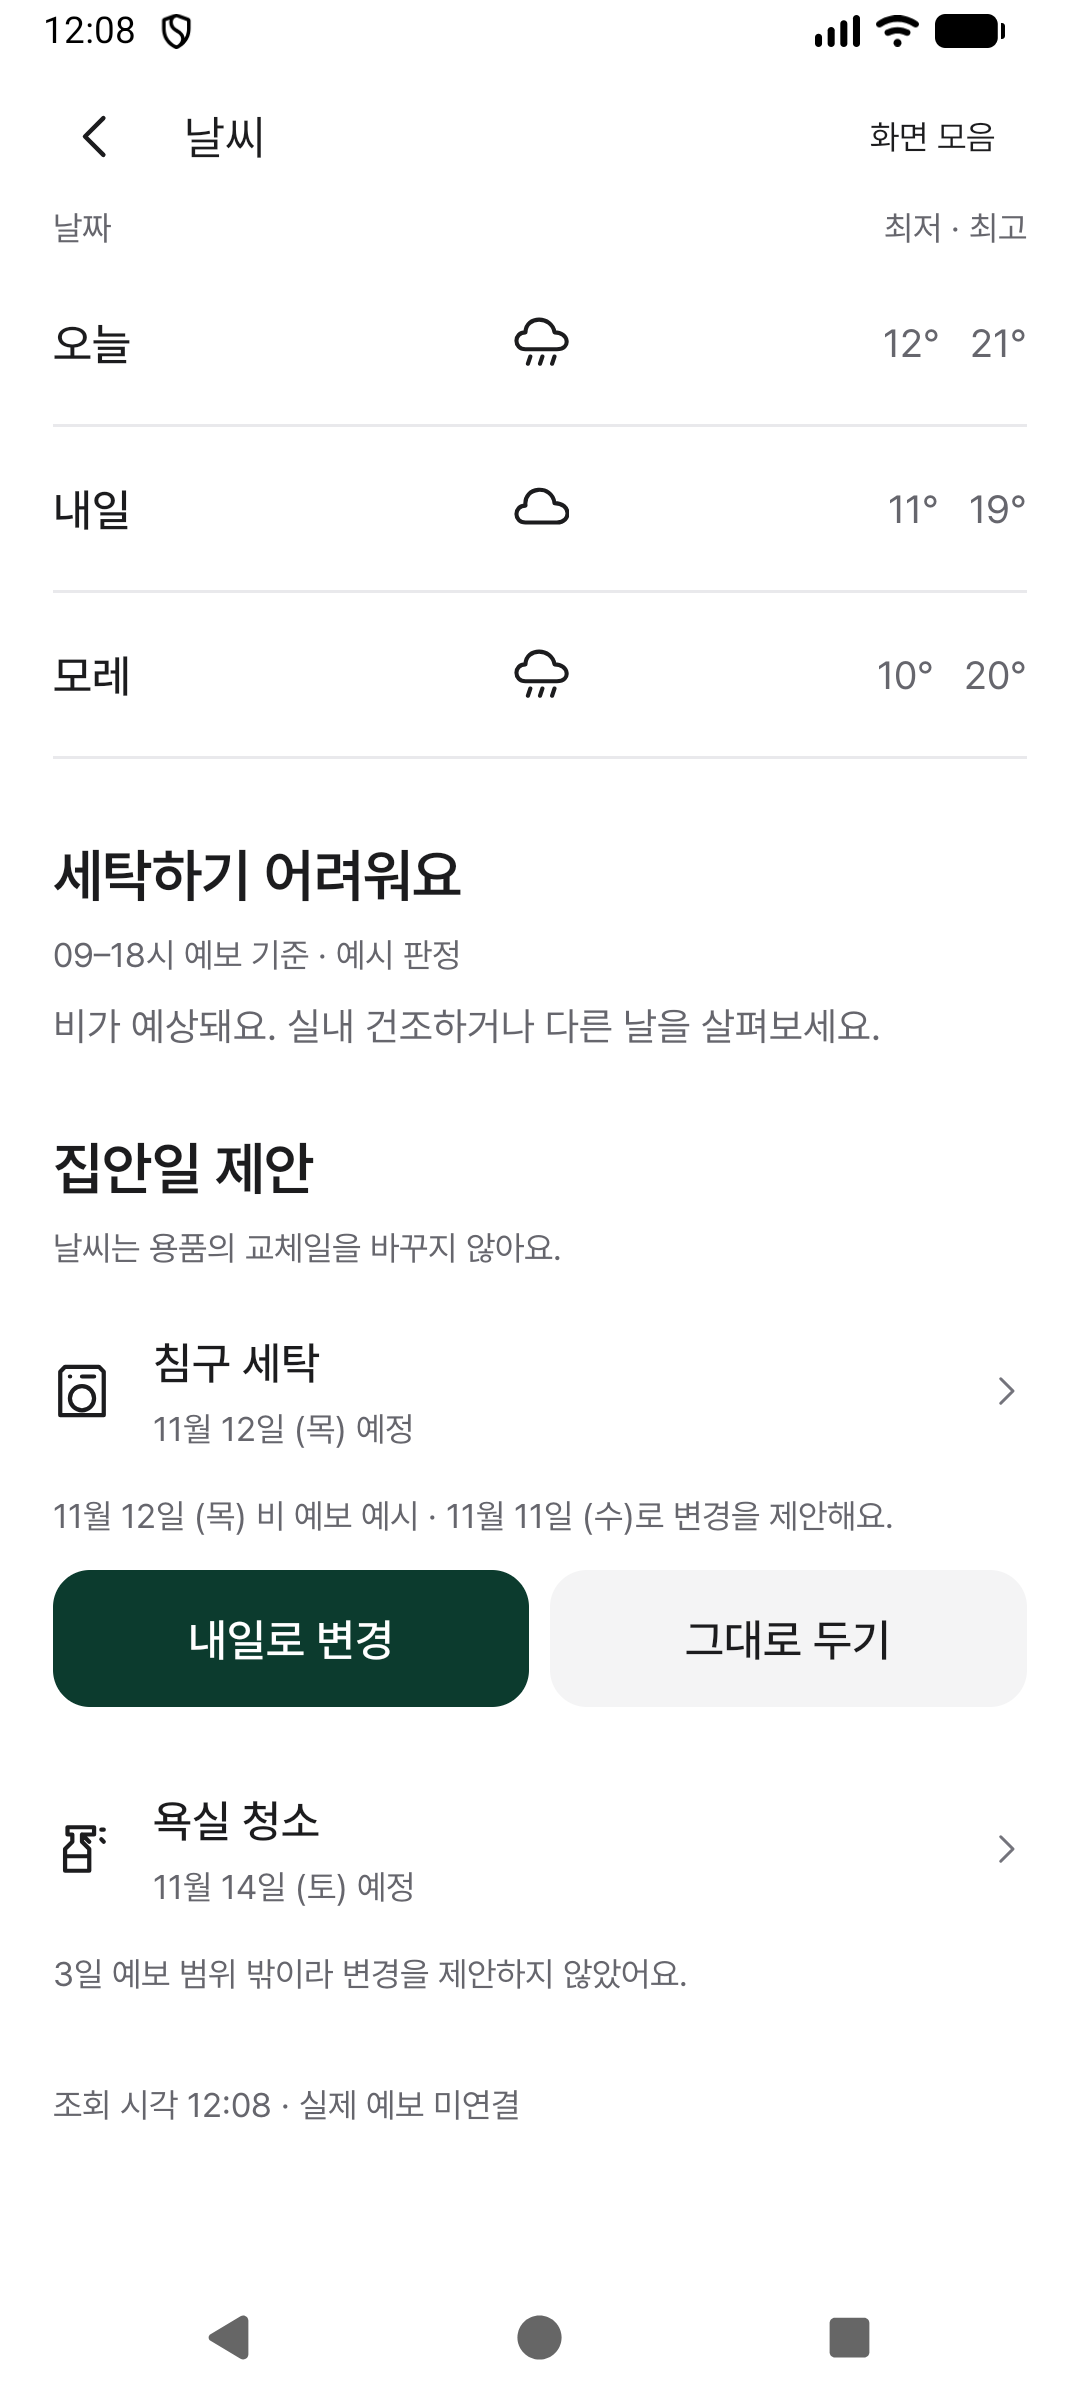 12:08
날씨
화면 모음
날짜
최저 · 최고
오늘
12° 21°
내일
11° 19°
모레
10° 20°
세탁하기 어려워요
09–18시 예보 기준 · 예시 판정
비가 예상돼요. 실내 건조하거나 다른 날을 살펴보세요.
집안일 제안
날씨는 용품의 교체일을 바꾸지 않아요.
침구 세탁
11월 12일 (목) 예정
11월 12일 (목) 비 예보 예시 · 11월 11일 (수)로 변경을 제안해요.
내일로 변경
그대로 두기
욕실 청소
11월 14일 (토) 예정
3일 예보 범위 밖이라 변경을 제안하지 않았어요.
조회 시각 12:08 · 실제 예보 미연결